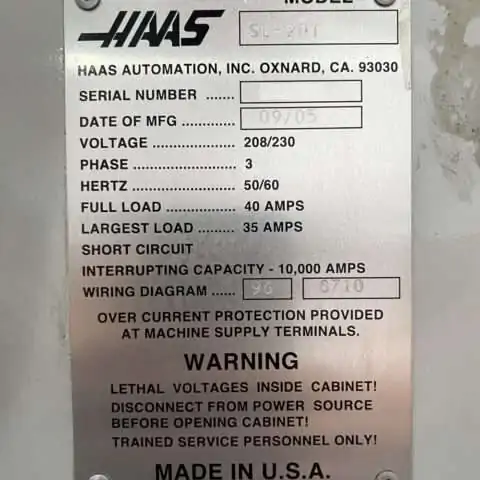 MODEL
HAAS
SL-20T
HAAS AUTOMATION, INC. OXNARD, CA. 93030
SERIAL NUMBER ......
DATE OF MFG ............. 09/05
VOLTAGE .................... 208/230
PHASE ........................ 3
HERTZ ......................... 50/60
FULL LOAD ................. 40 AMPS
LARGEST LOAD ......... 35 AMPS
SHORT CIRCUIT
INTERRUPTING CAPACITY - 10,000 AMPS
WIRING DIAGRAM ...... 96 8710
OVER CURRENT PROTECTION PROVIDED
AT MACHINE SUPPLY TERMINALS.
WARNING
LETHAL VOLTAGES INSIDE CABINET!
DISCONNECT FROM POWER SOURCE
BEFORE OPENING CABINET!
TRAINED SERVICE PERSONNEL ONLY!
MADE IN U.S.A.